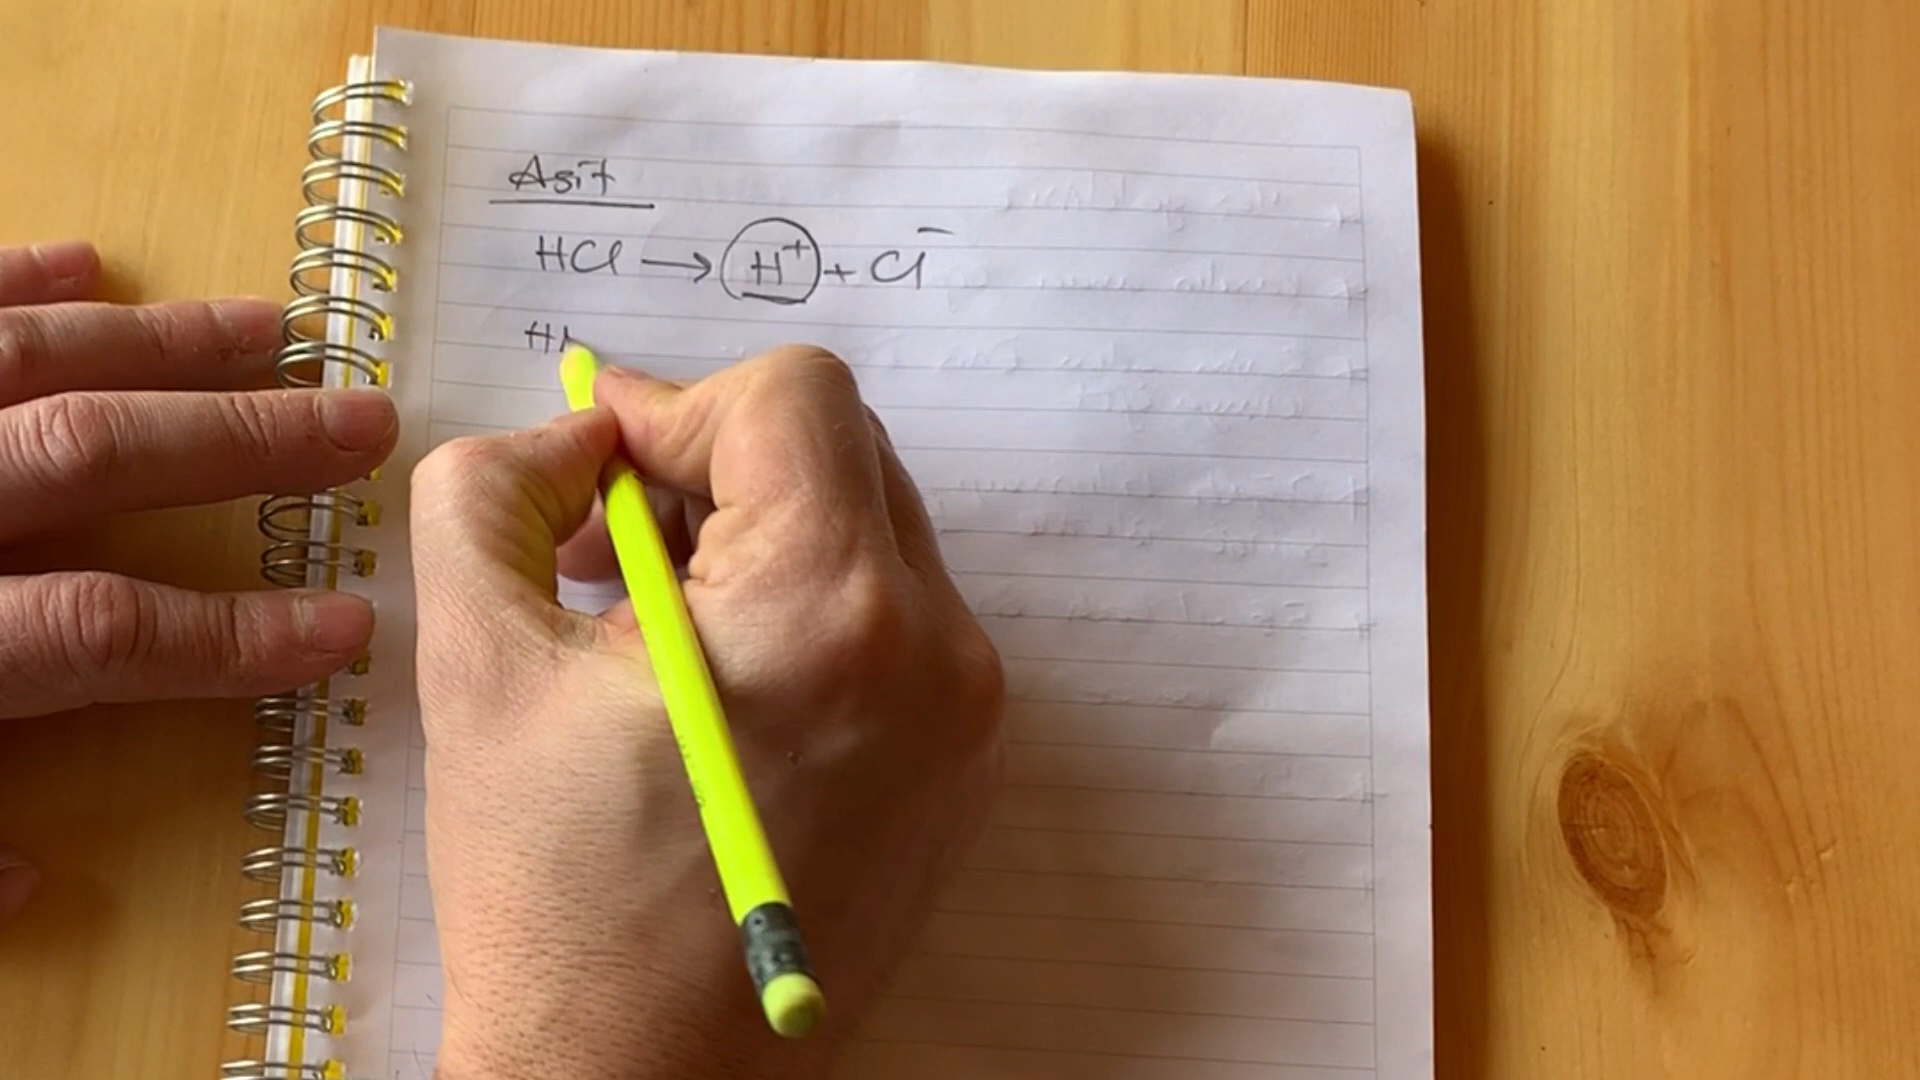 Asit
HCl → H⁺ + Cl⁻
H